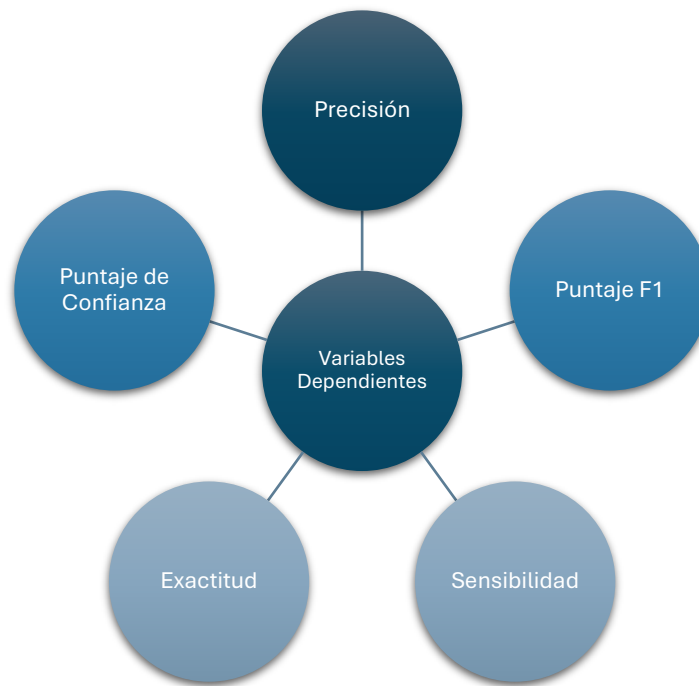 Precisión
Puntaje de
Confianza
Puntaje F1
Variables
Dependientes
Exactitud
Sensibilidad